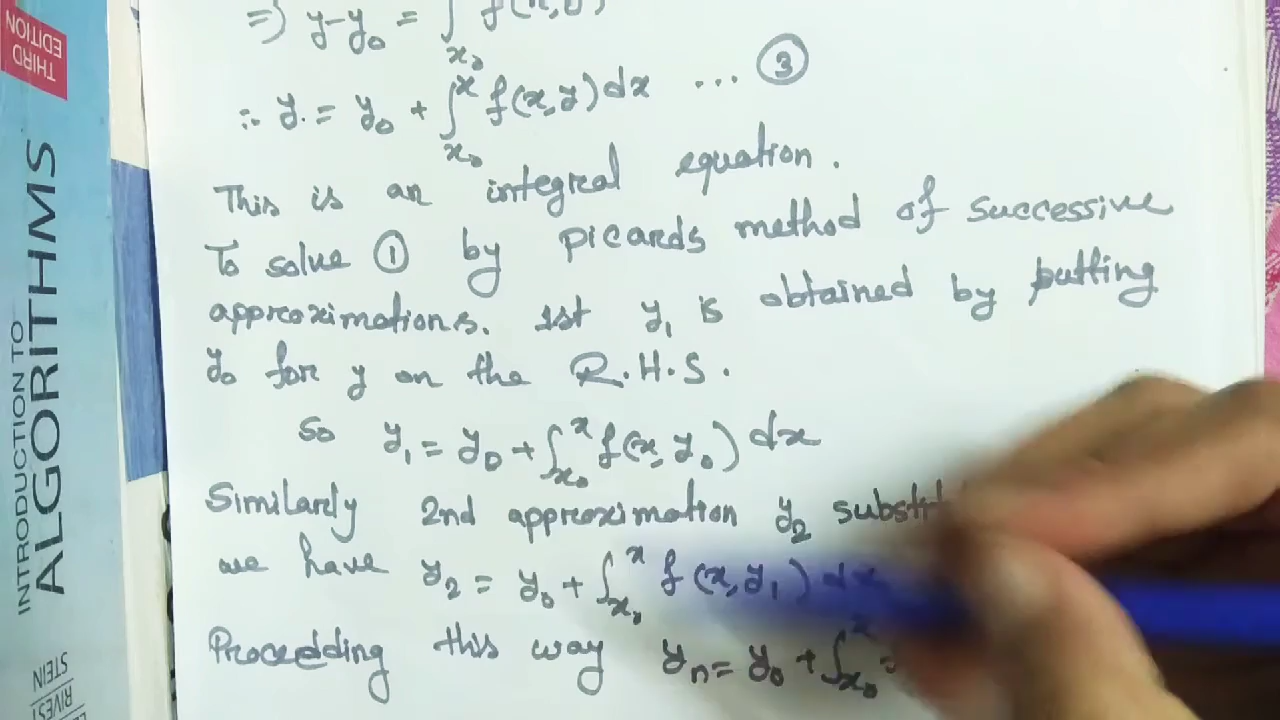 THIRD
EDITION
INTRODUCTION TO
ALGORITHMS
RIVEST
STEIN
=) y-y₀ = ∫x₀
∴ y = y₀ + ∫x₀^x f(x,y) dx ... ③
This is an integral equation.
To solve ① by picards method of successive
approximations. 1st y₁ is obtained by putting
y₀ for y on the R.H.S.
So y₁ = y₀ + ∫x₀^x f(x,y₀) dx
Similarly 2nd approximation y₂
we have y₂ = y₀ + ∫x₀^x f(x,y₁) dx
Proceedding this way yₙ = y₀ + ∫x₀^x